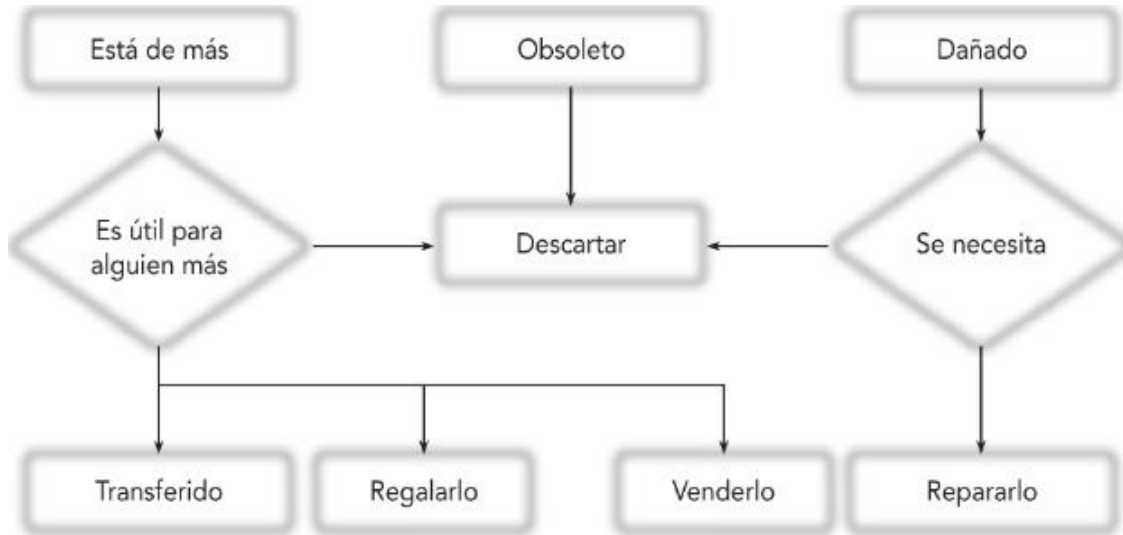 Está de más
Obsoleto
Dañado
Es útil para
alguien más
Descartar
Se necesita
Transferido
Regalarlo
Venderlo
Repararlo